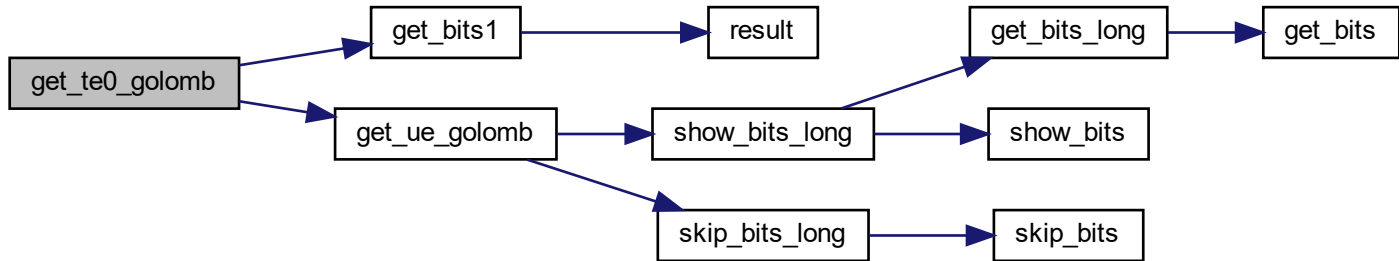 get_te0_golomb
get_bits1
result
get_ue_golomb
show_bits_long
get_bits_long
get_bits
show_bits
skip_bits_long
skip_bits